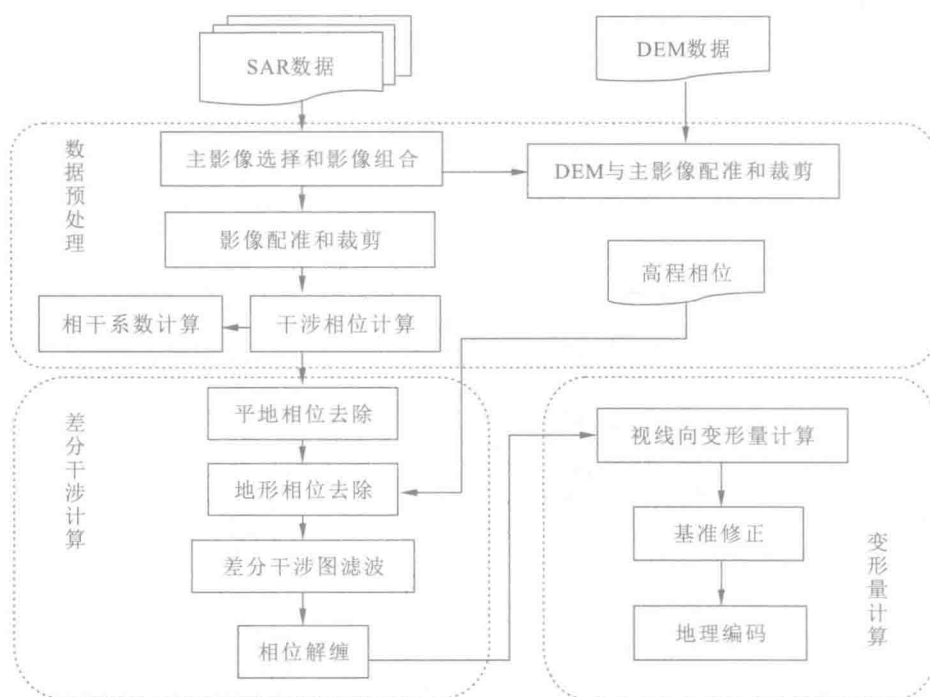 SAR数据
DEM数据
数据预处理
主影像选择和影像组合
DEM与主影像配准和裁剪
影像配准和裁剪
高程相位
相干系数计算
干涉相位计算
差分干涉计算
平地相位去除
地形相位去除
差分干涉图滤波
相位解缠
视线向变形量计算
基准修正
地理编码
变形量计算